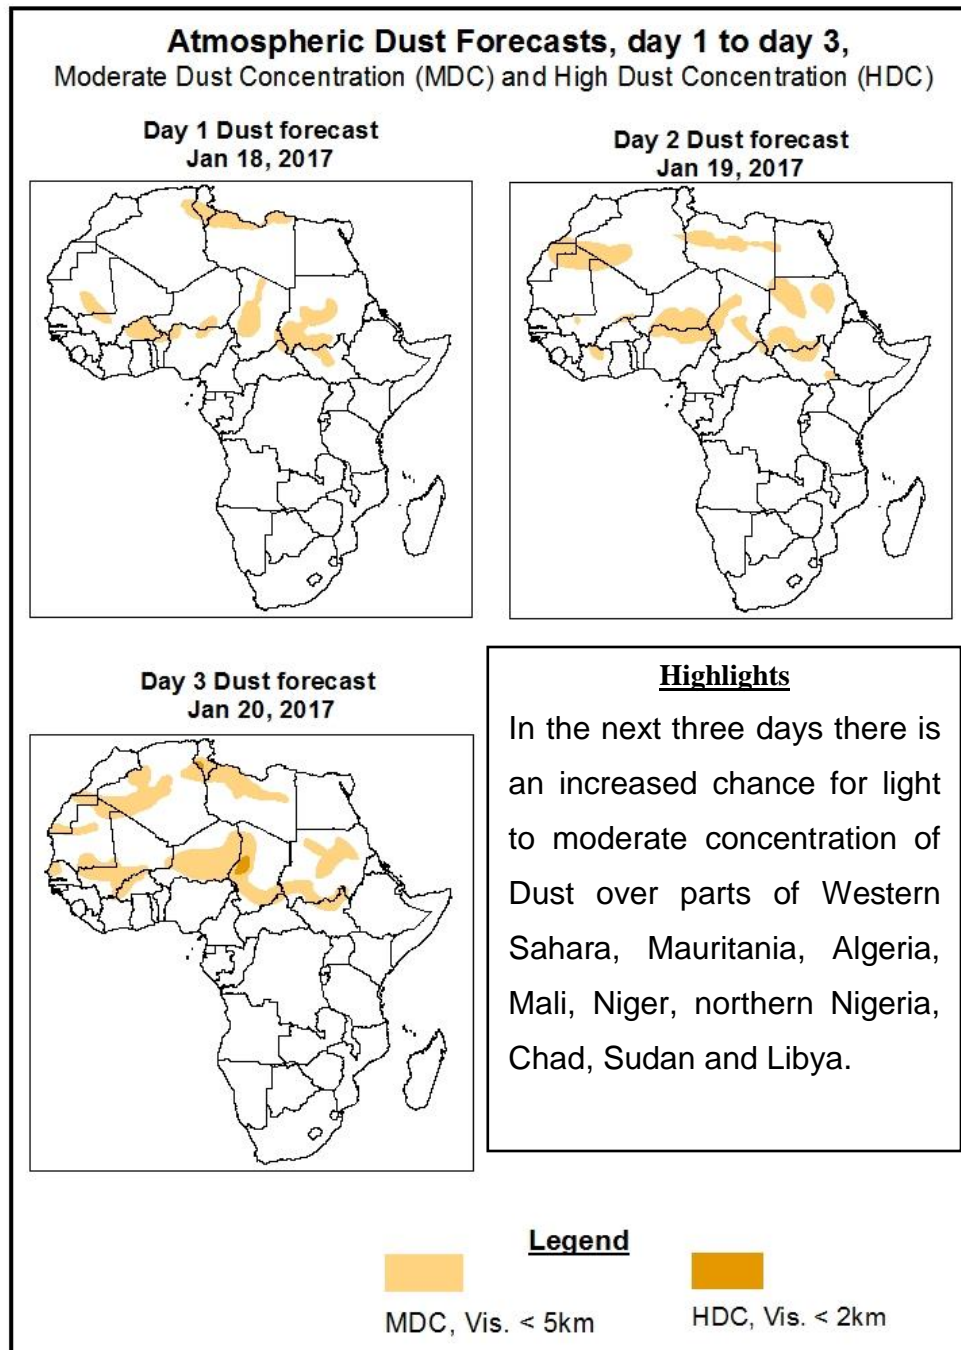 Atmospheric Dust Forecasts, day 1 to day 3,
Moderate Dust Concentration (MDC) and High Dust Concentration (HDC)
Day 1 Dust forecast
Jan 18, 2017
Day 2 Dust forecast
Jan 19, 2017
Day 3 Dust forecast
Jan 20, 2017
Highlights
In the next three days there is
an increased chance for light
to moderate concentration of
Dust over parts of Western
Sahara, Mauritania, Algeria,
Mali, Niger, northern Nigeria,
Chad, Sudan and Libya.
Legend
MDC, Vis. < 5km
HDC, Vis. < 2km